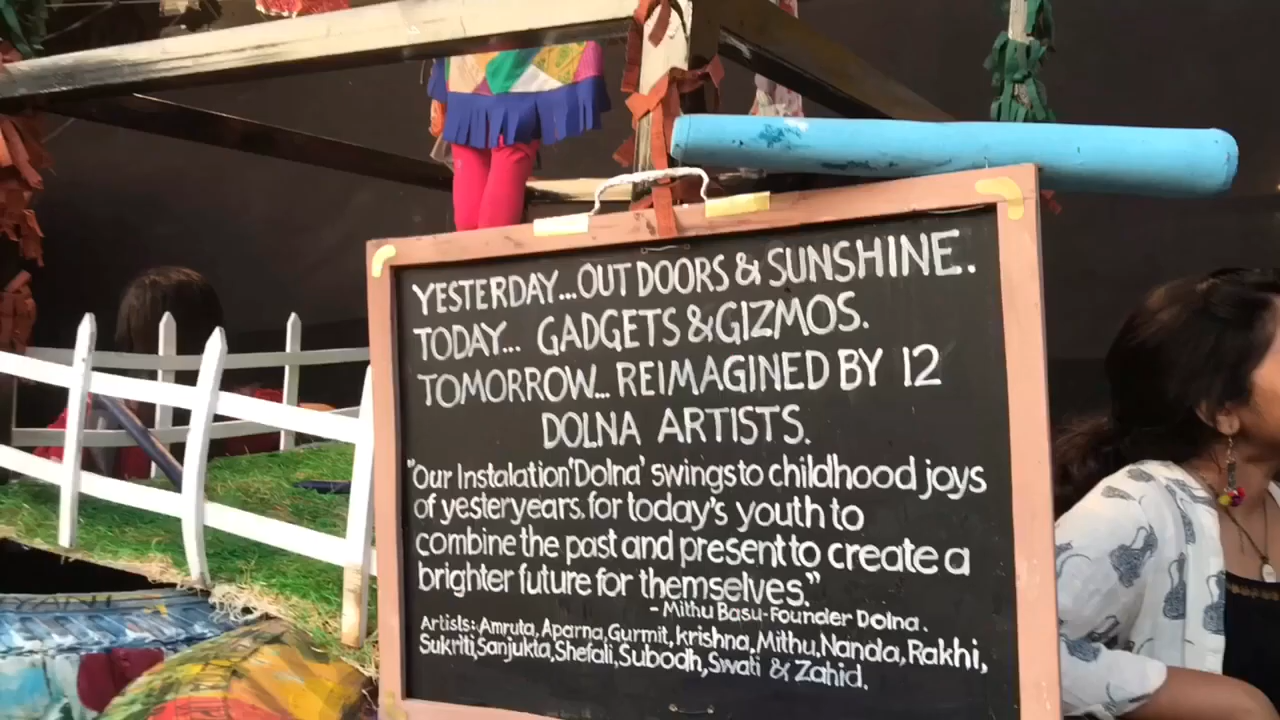 YESTERDAY...OUTDOORS & SUNSHINE.
TODAY... GADGETS & GIZMOS.
TOMORROW... REIMAGINED BY 12
DOLNA ARTISTS.
"Our Instalation 'Dolna' swings to childhood joys
of yesteryears, for today's youth to
combine the past and present to create a
brighter future for themselves."
- Mithu Basu-Founder Dolna.
Artists: Amruta, Aparna, Gurmit, krishna, Mithu, Nanda, Rakhi,
Sukriti, Sanjukta, Shefali, Subodh, Swati & Zahid.